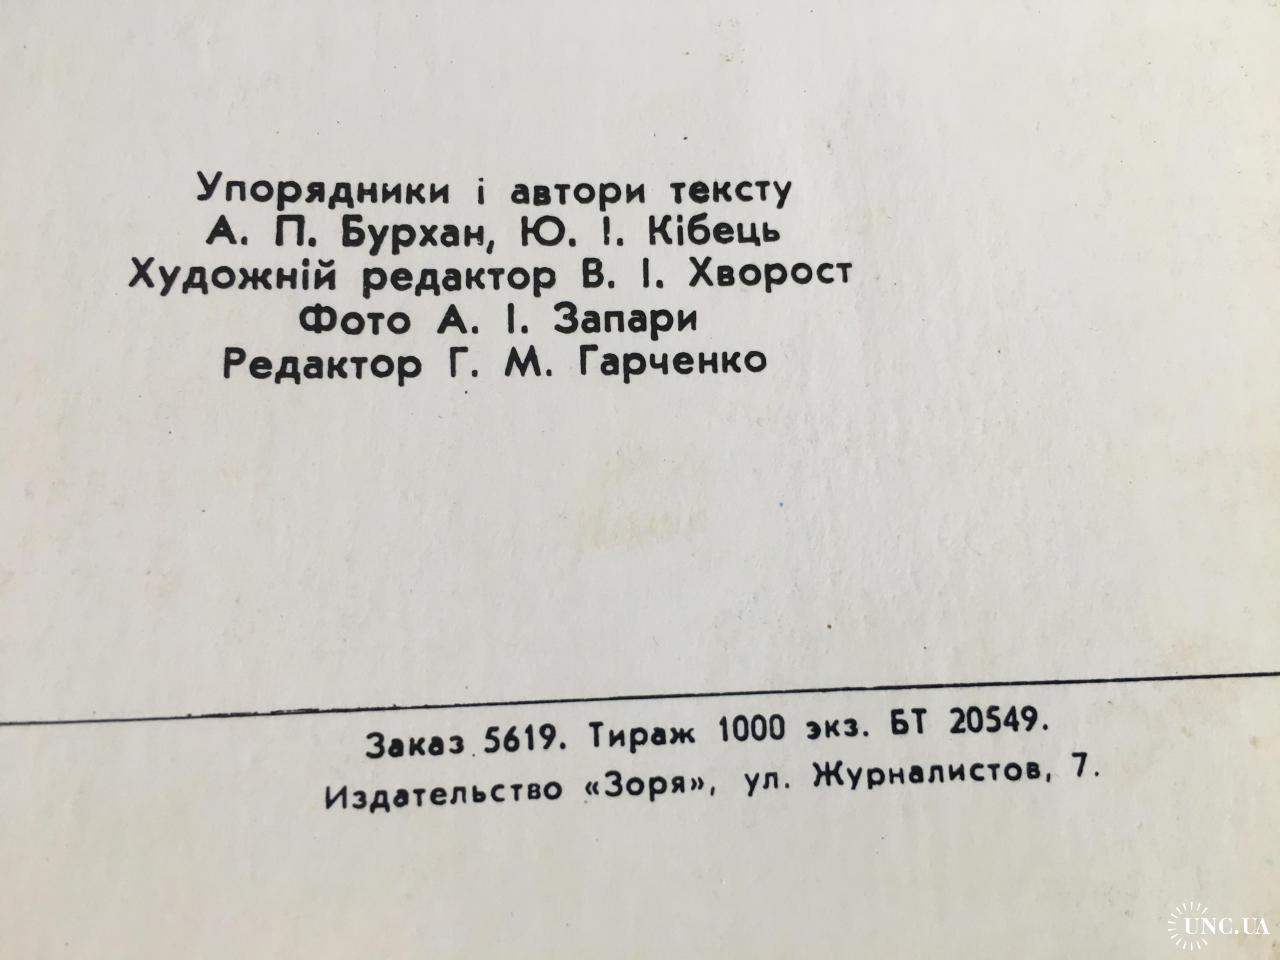 Упорядники і автори тексту
А. П. Бурхан, Ю. І. Кібець
Художній редактор В. І. Хворост
Фото А. І. Запари
Редактор Г. М. Гарченко
Заказ 5619. Тираж 1000 экз. БТ 20549.
Издательство «Зоря», ул. Журналистов, 7.
UNC.UA